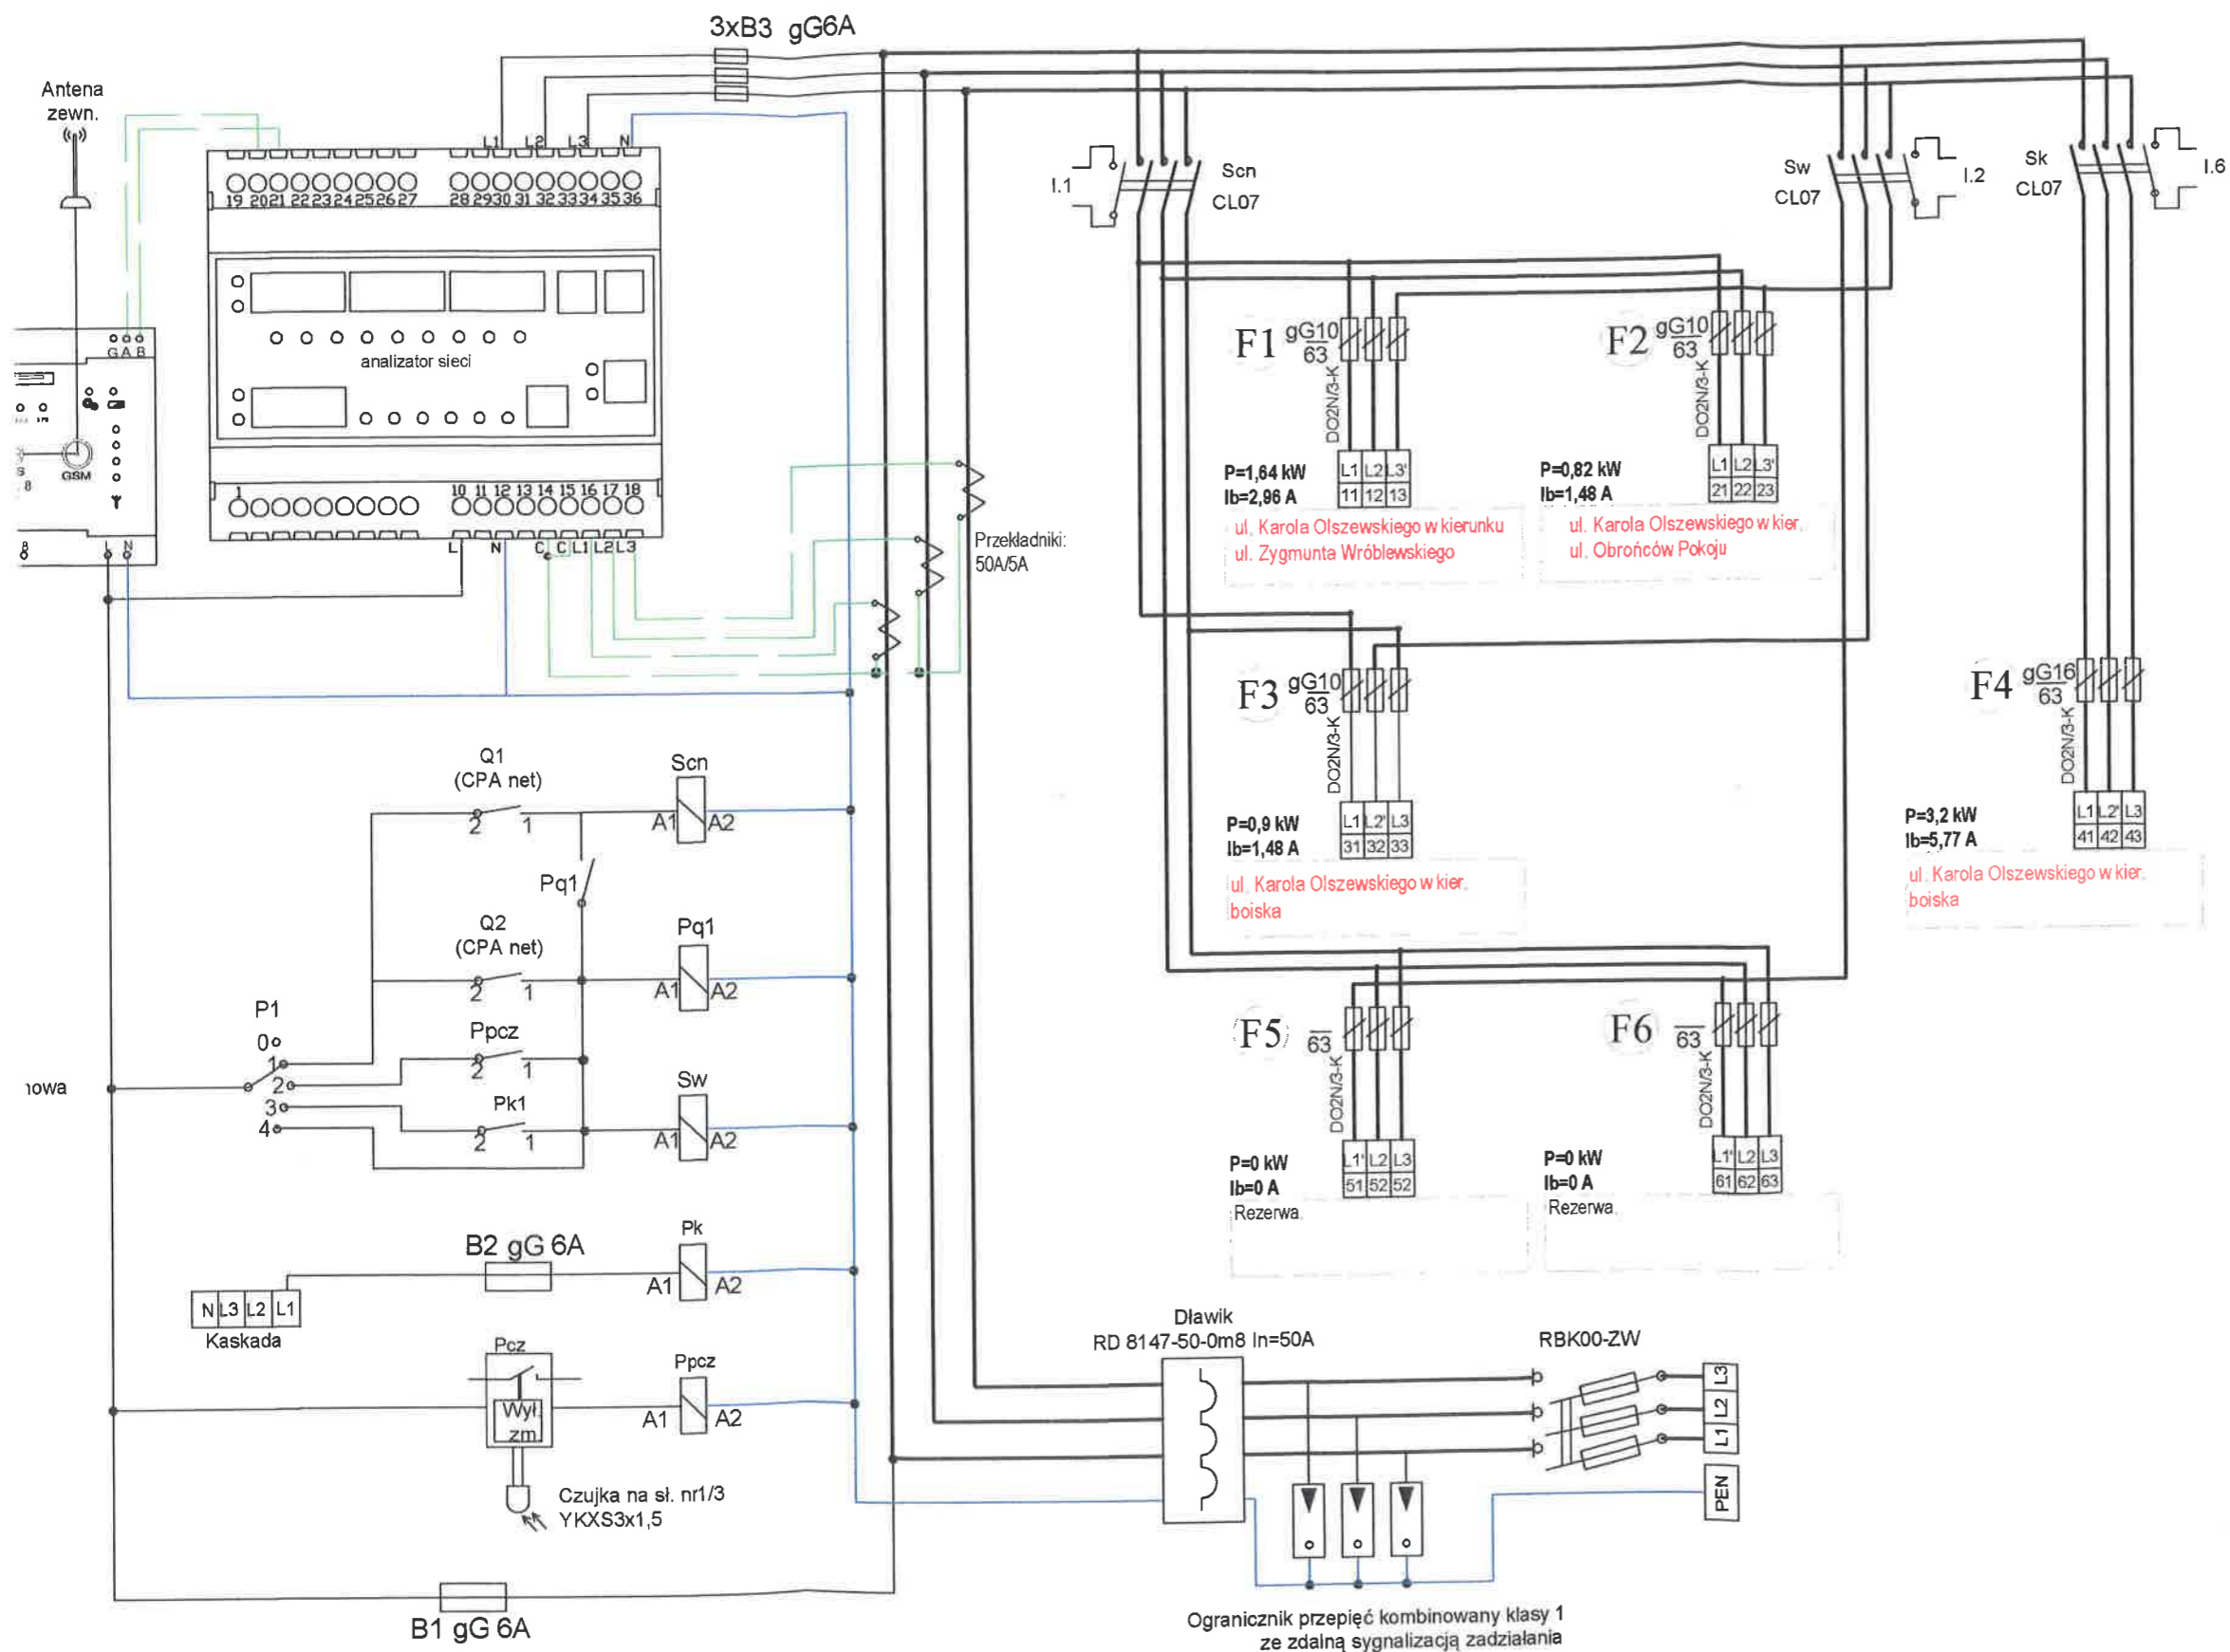 3xB3 gG6A
Antena
zewn.
L1 L2 L3 N
19 20 21 22 23 24 25 26 27 28 29 30 31 32 33 34 35 36
analizator sieci
G A B
GSM
S
8
1 10 11 12 13 14 15 16 17 18
L N C C L1 L2 L3
8 L N
Przekładniki:
50A/5A
I.1
Scn
CL07
Sw
CL07
I.2
Sk
CL07
I.6
F1 gG10
63
DO2N/3-K
P=1,64 kW
Ib=2,96 A
L1 L2 L3'
11 12 13
ul. Karola Olszewskiego w kierunku
ul. Zygmunta Wróblewskiego
F2 gG10
63
DO2N/3-K
P=0,82 kW
Ib=1,48 A
L1 L2 L3'
21 22 23
ul. Karola Olszewskiego w kier.
ul. Obrońców Pokoju
F3 gG10
63
DO2N/3-K
P=0,9 kW
Ib=1,48 A
L1 L2' L3
31 32 33
ul. Karola Olszewskiego w kier.
boiska
F4 gG16
63
DO2N/3-K
P=3,2 kW
Ib=5,77 A
L1 L2' L3
41 42 43
ul. Karola Olszewskiego w kier.
boiska
F5
63
DO2N/3-K
P=0 kW
Ib=0 A
L1' L2 L3
51 52 52
Rezerwa.
F6
63
DO2N/3-K
P=0 kW
Ib=0 A
L1' L2 L3
61 62 63
Rezerwa.
Q1
(CPA net)
2 1
Scn
A1 A2
Pq1
Q2
(CPA net)
2 1
Pq1
A1 A2
P1
0
1
2
3
4
Ppcz
2 1
Pk1
2 1
Sw
A1 A2
nowa
B2 gG 6A
Pk
A1 A2
N L3 L2 L1
Kaskada
Pcz
Wył.
zm.
Ppcz
A1 A2
Czujka na sł. nr1/3
YKXS3x1,5
B1 gG 6A
Dławik
RD 8147-50-0m8 In=50A
RBK00-ZW
L3
L2
L1
PEN
Ogranicznik przepięć kombinowany klasy 1
ze zdalną sygnalizacją zadziałania